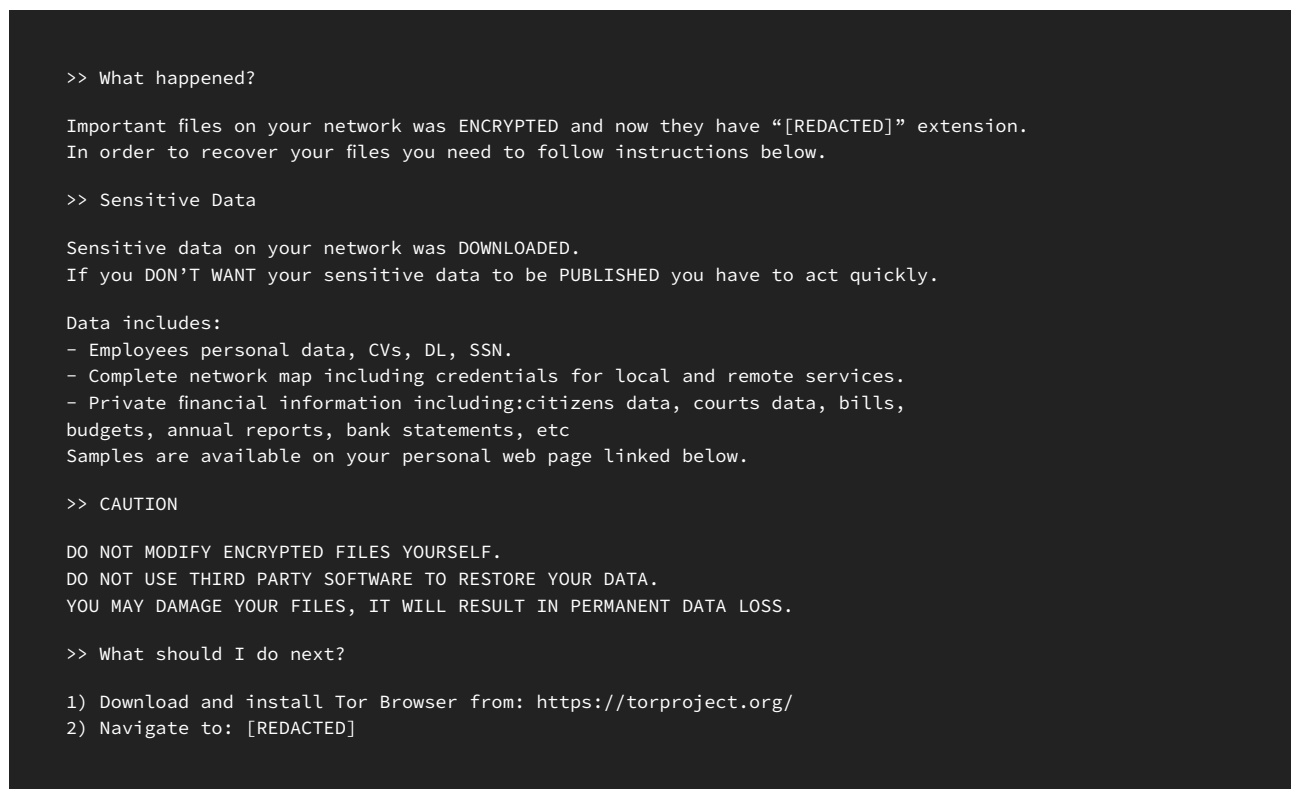 >> What happened?
Important files on your network was ENCRYPTED and now they have “[REDACTED]” extension.
In order to recover your files you need to follow instructions below.
>> Sensitive Data
Sensitive data on your network was DOWNLOADED.
If you DON’T WANT your sensitive data to be PUBLISHED you have to act quickly.
Data includes:
– Employees personal data, CVs, DL, SSN.
– Complete network map including credentials for local and remote services.
– Private financial information including:citizens data, courts data, bills,
budgets, annual reports, bank statements, etc
Samples are available on your personal web page linked below.
>> CAUTION
DO NOT MODIFY ENCRYPTED FILES YOURSELF.
DO NOT USE THIRD PARTY SOFTWARE TO RESTORE YOUR DATA.
YOU MAY DAMAGE YOUR FILES, IT WILL RESULT IN PERMANENT DATA LOSS.
>> What should I do next?
1) Download and install Tor Browser from: https://torproject.org/
2) Navigate to: [REDACTED]